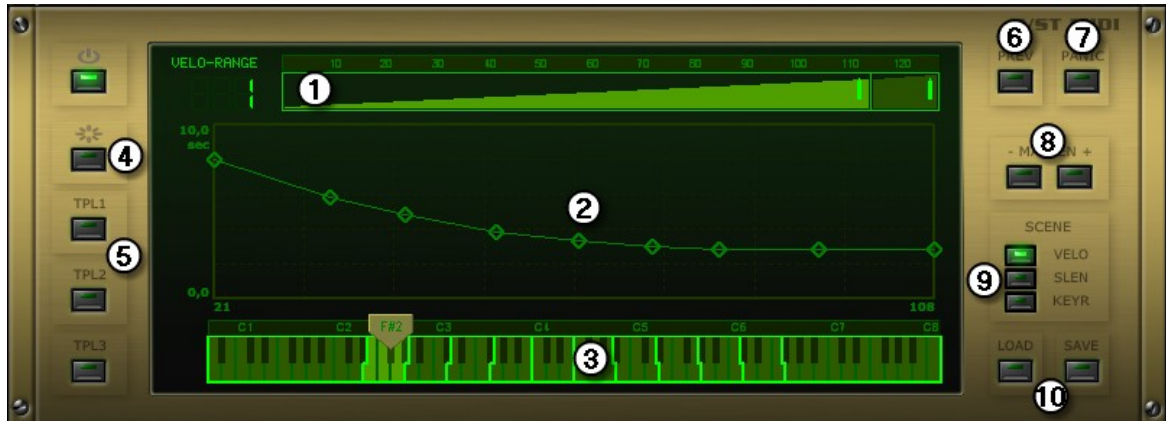 VST MIDI
6 7
PREV PANIC
VELO-RANGE 10 20 30 40 50 60 70 80 90 100 110 120
1
1
10,0
sec
4
8
- MAXLEN +
TPL1
2
5
SCENE
VELO
TPL2
9 SLEN
0,0
KEYR
21 108
C1 C2 F#2 C3 C4 C5 C6 C7 C8
TPL3
3
LOAD SAVE
10